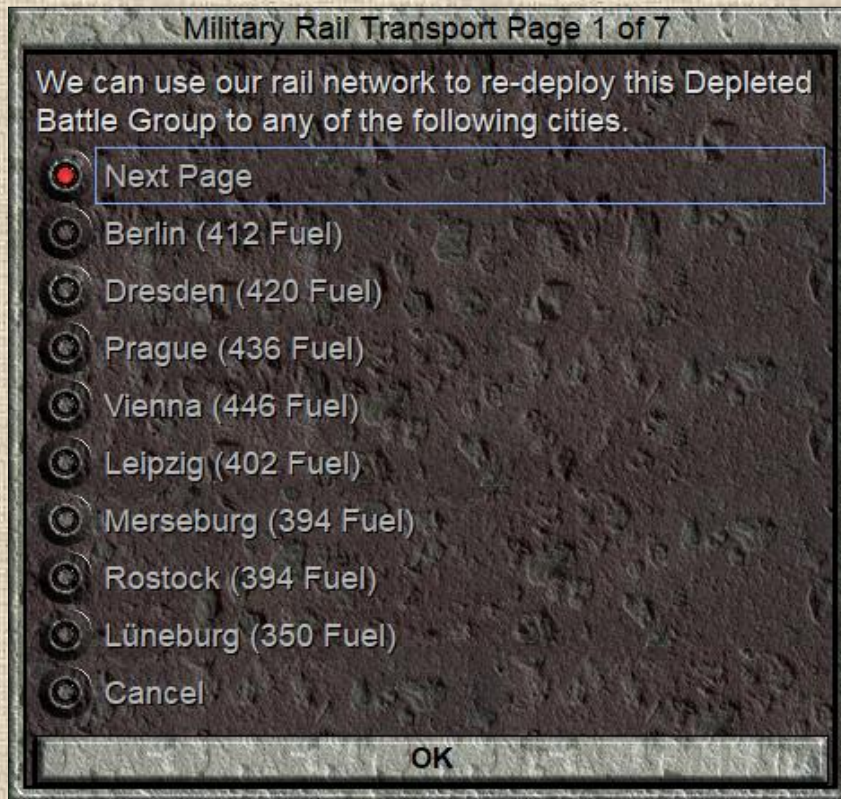 Military Rail Transport Page 1 of 7
We can use our rail network to re-deploy this Depleted
Battle Group to any of the following cities.
Next Page
Berlin (412 Fuel)
Dresden (420 Fuel)
Prague (436 Fuel)
Vienna (446 Fuel)
Leipzig (402 Fuel)
Merseburg (394 Fuel)
Rostock (394 Fuel)
Lüneburg (350 Fuel)
Cancel
OK